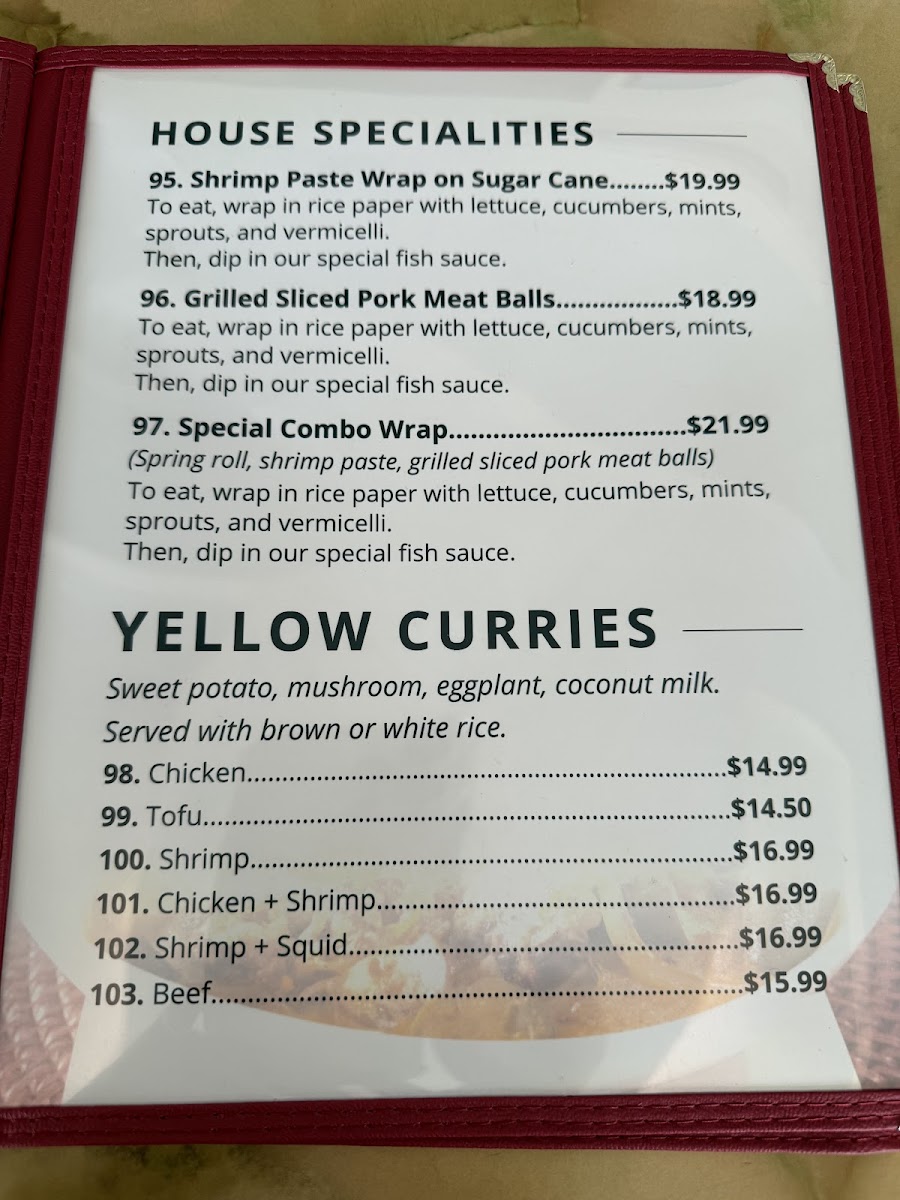 HOUSE SPECIALITIES
95. Shrimp Paste Wrap on Sugar Cane........$19.99
To eat, wrap in rice paper with lettuce, cucumbers, mints,
sprouts, and vermicelli.
Then, dip in our special fish sauce.
96. Grilled Sliced Pork Meat Balls..................$18.99
To eat, wrap in rice paper with lettuce, cucumbers, mints,
sprouts, and vermicelli.
Then, dip in our special fish sauce.
97. Special Combo Wrap..................................$21.99
(Spring roll, shrimp paste, grilled sliced pork meat balls)
To eat, wrap in rice paper with lettuce, cucumbers, mints,
sprouts, and vermicelli.
Then, dip in our special fish sauce.
YELLOW CURRIES
Sweet potato, mushroom, eggplant, coconut milk.
Served with brown or white rice.
98. Chicken.................................................................$14.99
99. Tofu........................................................................$14.50
100. Shrimp.................................................................$16.99
101. Chicken + Shrimp................................................$16.99
102. Shrimp + Squid.....................................................$16.99
103. Beef........................................................................$15.99